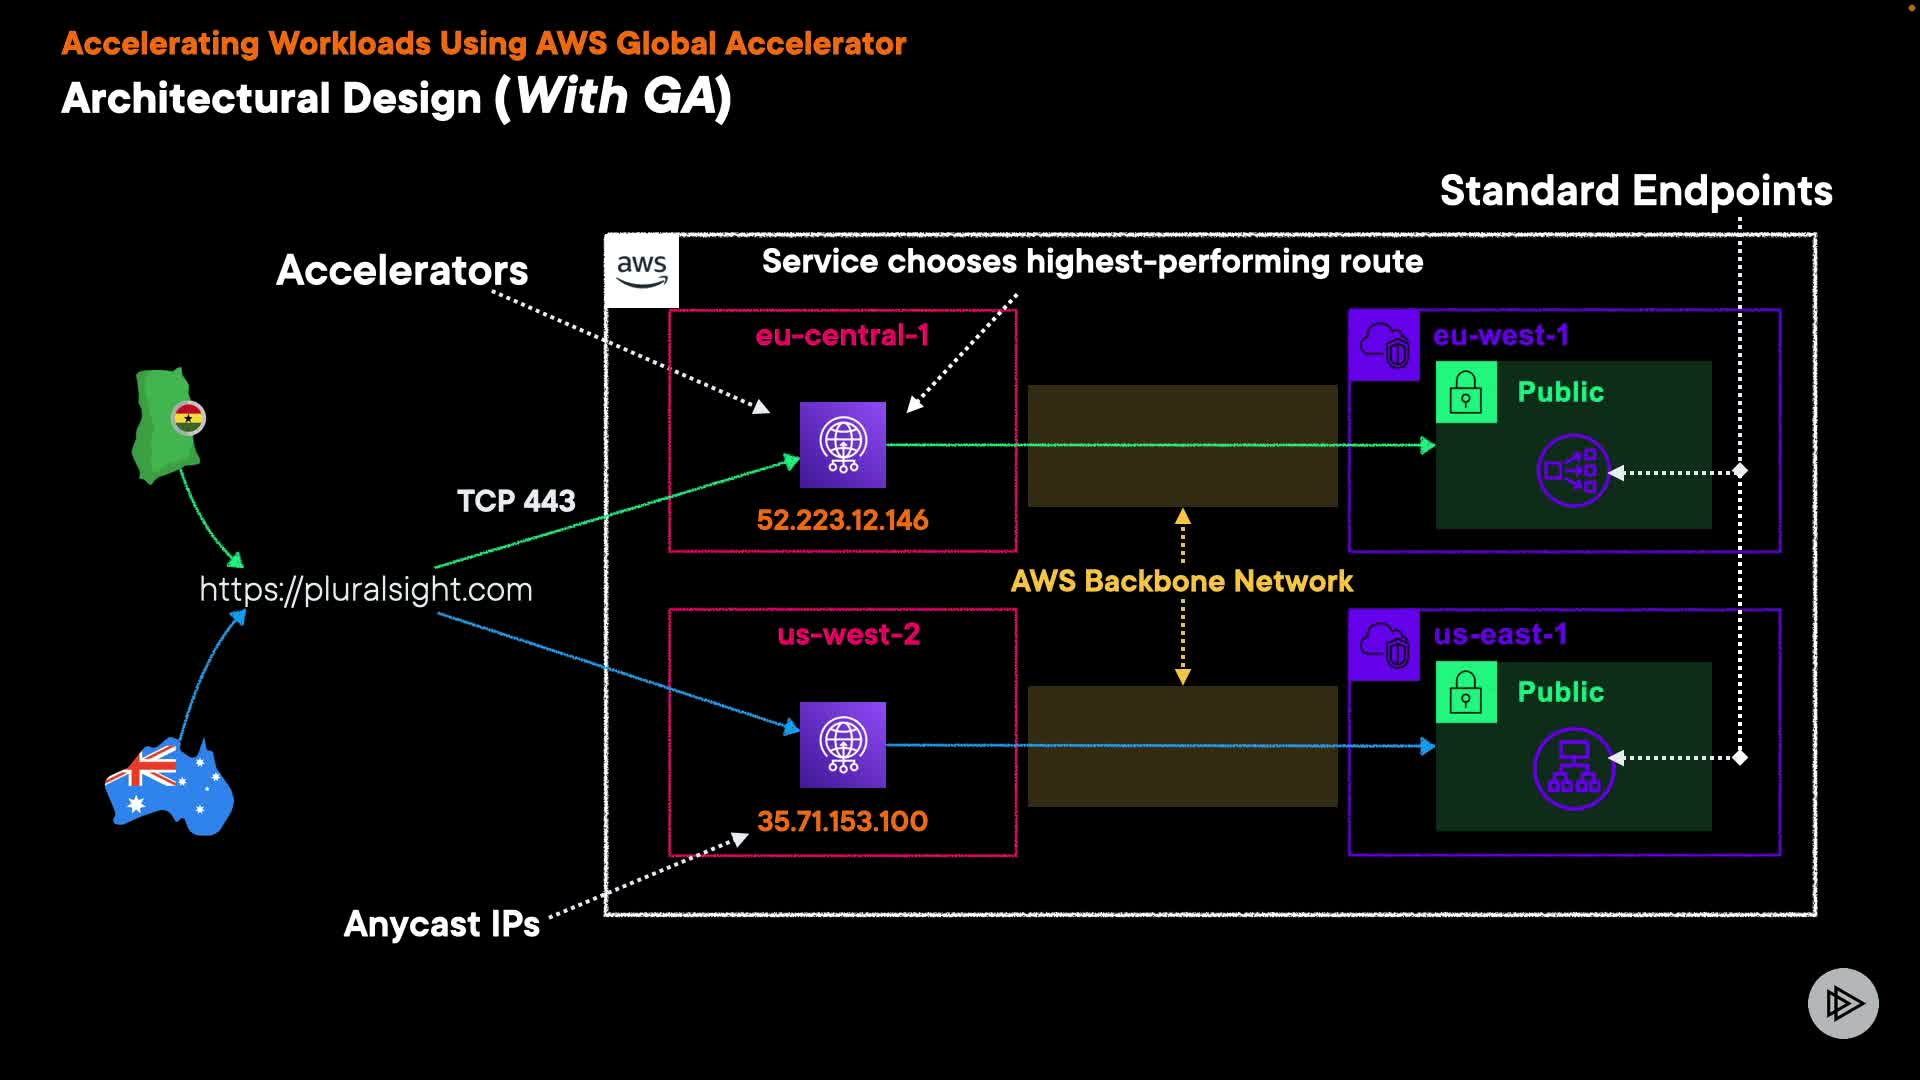 Accelerating Workloads Using AWS Global Accelerator
Architectural Design (With GA)
Standard Endpoints
Accelerators
aws
Service chooses highest-performing route
eu-central-1
eu-west-1
Public
TCP 443
52.223.12.146
https://pluralsight.com
AWS Backbone Network
us-west-2
us-east-1
Public
35.71.153.100
Anycast IPs